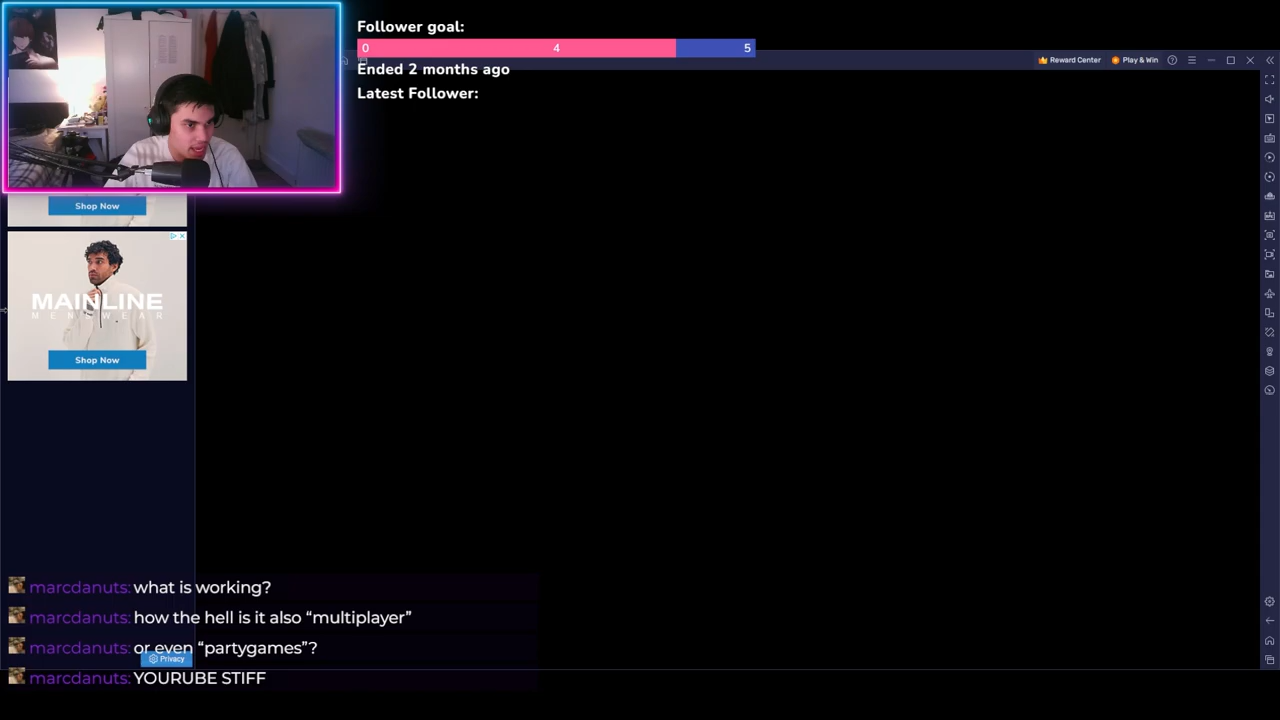 Follower goal:
0 4 5
Ended 2 months ago
Latest Follower:
Reward Center
Play & Win
Shop Now
MAINLINE
MENSWEAR
Shop Now
marcdanuts: what is working?
marcdanuts: how the hell is it also “multiplayer”
marcdanuts: or even “partygames”?
Privacy
marcdanuts: YOURUBE STIFF